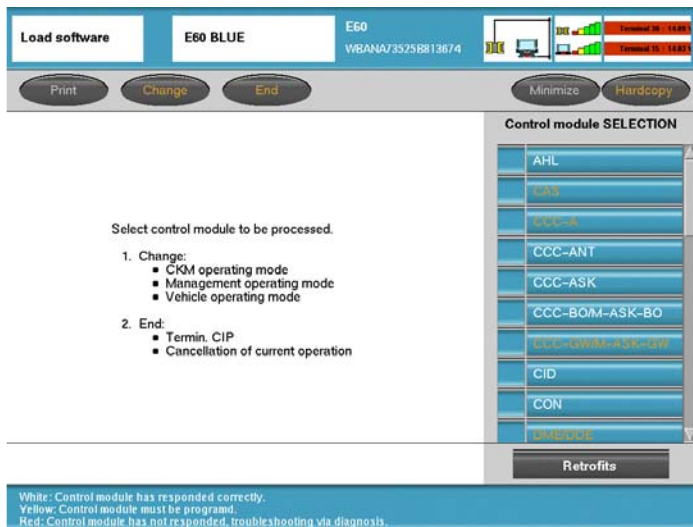 Load software
E60 BLUE
E60
WBANA73525B813674
Terminal 30 :
Terminal 15 :
Print
Change
End
Minimize
Hardcopy
Control module SELECTION
AHL
CAS
CCC-A
CCC-ANT
CCC-ASK
CCC-BO/M-ASK-BO
CCC-GW/M-ASK-GW
CID
CON
DME/DDE
Select control module to be processed.
1. Change:
■ CKM operating mode
■ Management operating mode
■ Vehicle operating mode
2. End:
■ Termin. CIP
■ Cancellation of current operation
Retrofits
White: Control module has responded correctly.
Yellow: Control module must be programd.
Red: Control module has not responded, troubleshooting via diagnosis.